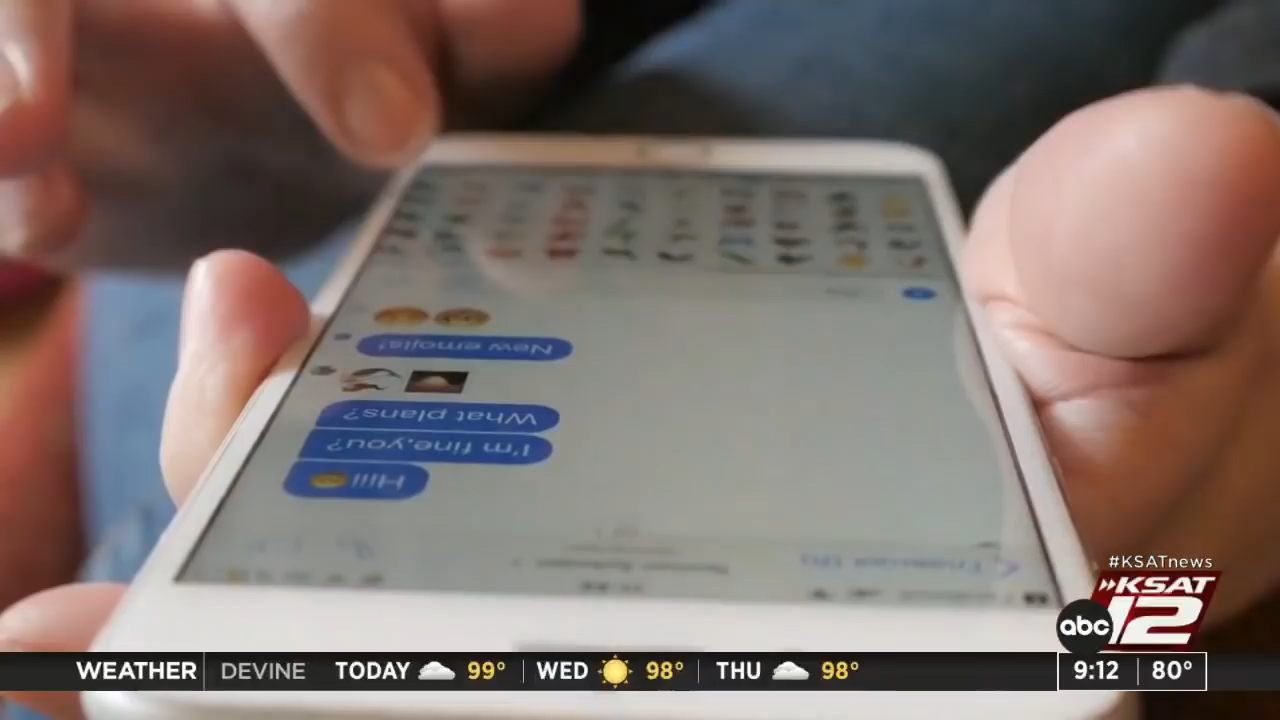 New emojis!
What plans?
I'm fine,you?
Hiii
#KSATnews
KSAT
abc 12
WEATHER DEVINE TODAY 99° WED 98° THU 98° 9:12 80°